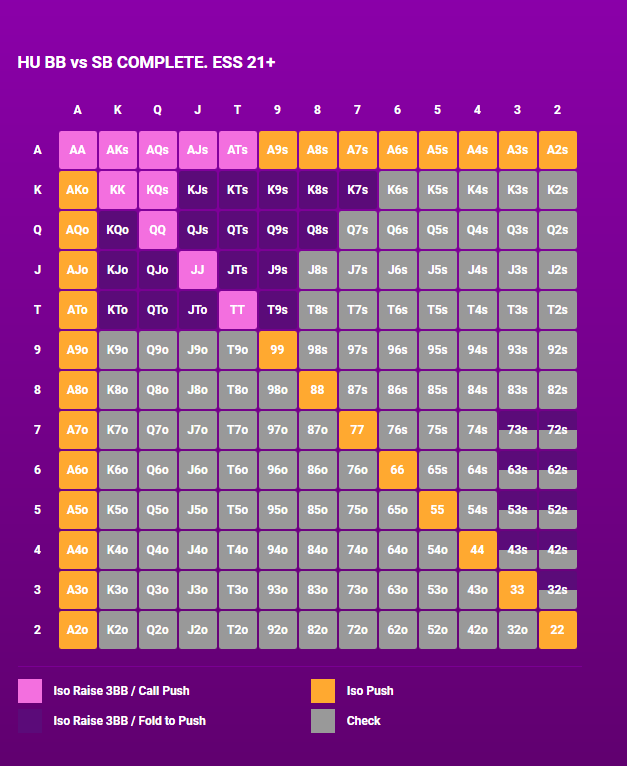 HU BB vs SB COMPLETE. ESS 21+
A K Q J T 9 8 7 6 5 4 3 2
A AA AKs AQs AJs ATs A9s A8s A7s A6s A5s A4s A3s A2s
K AKo KK KQs KJs KTs K9s K8s K7s K6s K5s K4s K3s K2s
Q AQo KQo QQ QJs QTs Q9s Q8s Q7s Q6s Q5s Q4s Q3s Q2s
J AJo KJo QJo JJ JTs J9s J8s J7s J6s J5s J4s J3s J2s
T ATo KTo QTo JTo TT T9s T8s T7s T6s T5s T4s T3s T2s
9 A9o K9o Q9o J9o T9o 99 98s 97s 96s 95s 94s 93s 92s
8 A8o K8o Q8o J8o T8o 98o 88 87s 86s 85s 84s 83s 82s
7 A7o K7o Q7o J7o T7o 97o 87o 77 76s 75s 74s 73s 72s
6 A6o K6o Q6o J6o T6o 96o 86o 76o 66 65s 64s 63s 62s
5 A5o K5o Q5o J5o T5o 95o 85o 75o 65o 55 54s 53s 52s
4 A4o K4o Q4o J4o T4o 94o 84o 74o 64o 54o 44 43s 42s
3 A3o K3o Q3o J3o T3o 93o 83o 73o 63o 53o 43o 33 32s
2 A2o K2o Q2o J2o T2o 92o 82o 72o 62o 52o 42o 32o 22
Iso Raise 3BB / Call Push Iso Push
Iso Raise 3BB / Fold to Push Check